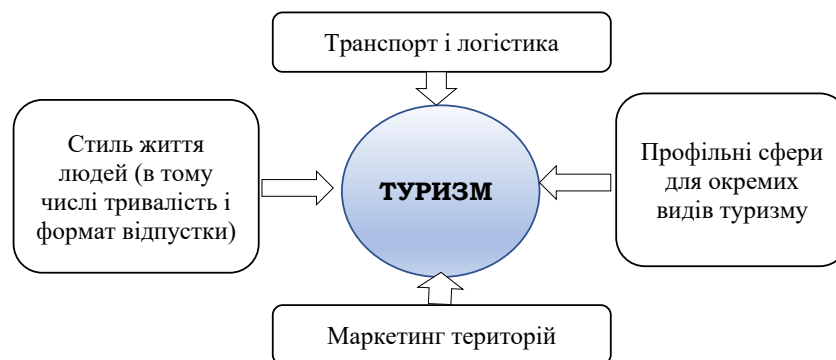 Транспорт і логістика
Стиль життя
людей (в тому
числі тривалість і
формат відпустки)
ТУРИЗМ
Профільні сфери
для окремих
видів туризму
Маркетинг територій